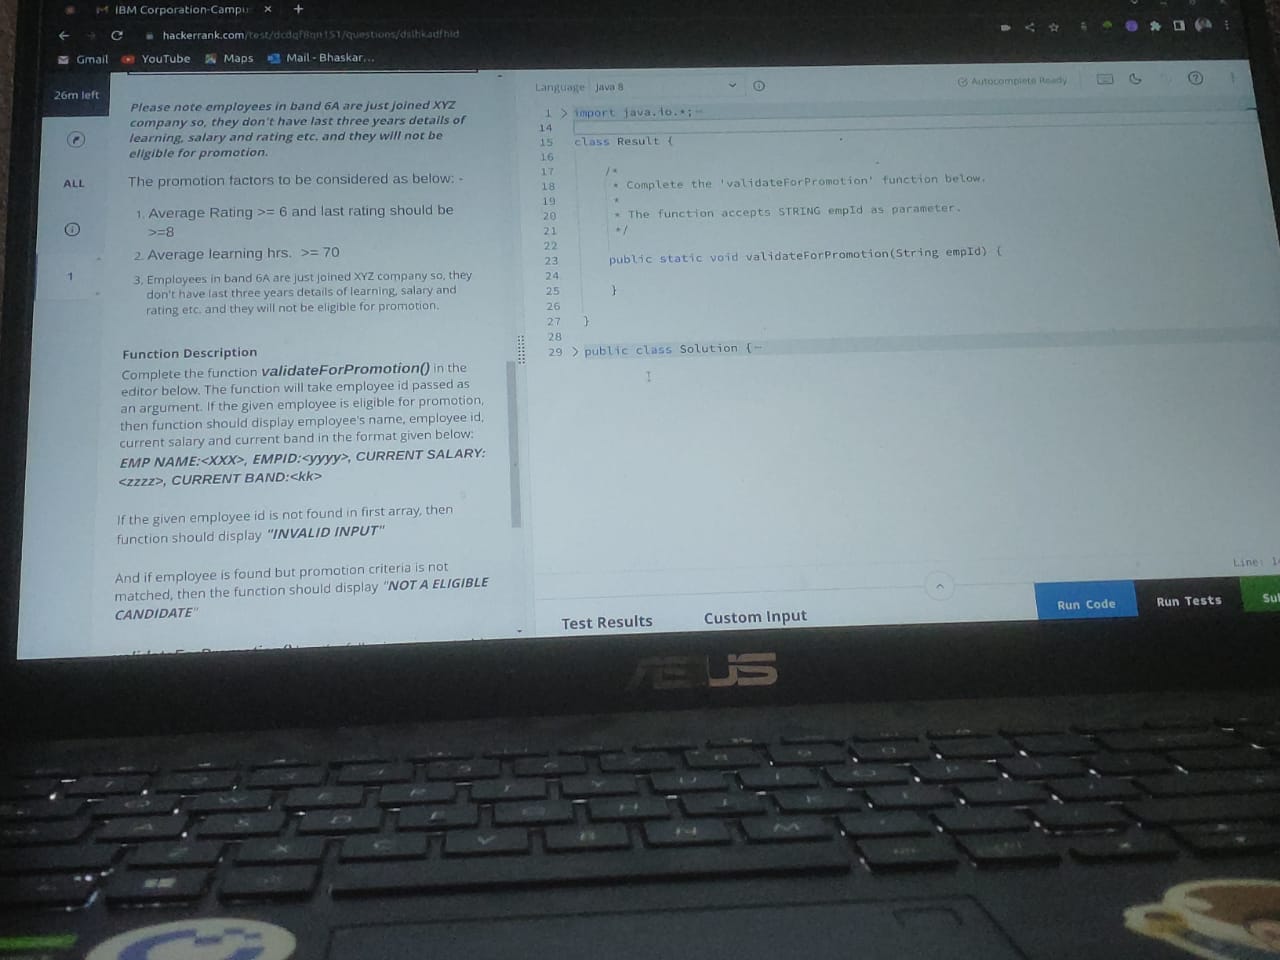 IBM Corporation-Campu
hackerrank.com/test/dcdqf8qn151/questions/dslhkadfhid
Gmail YouTube Maps Mail - Bhaskar...
26m left
ALL
1
Please note employees in band 6A are just joined XYZ
company so, they don't have last three years details of
learning, salary and rating etc. and they will not be
eligible for promotion.
The promotion factors to be considered as below: -
1. Average Rating >= 6 and last rating should be
>=8
2. Average learning hrs. >= 70
3. Employees in band 6A are just joined XYZ company so, they
don't have last three years details of learning, salary and
rating etc. and they will not be eligible for promotion.
Function Description
Complete the function validateForPromotion() in the
editor below. The function will take employee id passed as
an argument. If the given employee is eligible for promotion,
then function should display employee's name, employee id,
current salary and current band in the format given below:
EMP NAME:<XXX>, EMPID:<yyyy>, CURRENT SALARY:
<zzzz>, CURRENT BAND:<kk>
If the given employee id is not found in first array, then
function should display "INVALID INPUT"
And if employee is found but promotion criteria is not
matched, then the function should display "NOT A ELIGIBLE
CANDIDATE"
Language Java 8
Autocomplete Ready
1 > import java.io.*;
14
15 class Result {
16
17 /*
18 * Complete the 'validateForPromotion' function below.
19 *
20 * The function accepts STRING empId as parameter.
21 */
22
23 public static void validateForPromotion(String empId) {
24
25 }
26
27 }
28
29 > public class Solution {
Line: 14
Test Results Custom Input
Run Code Run Tests Su
ASUS